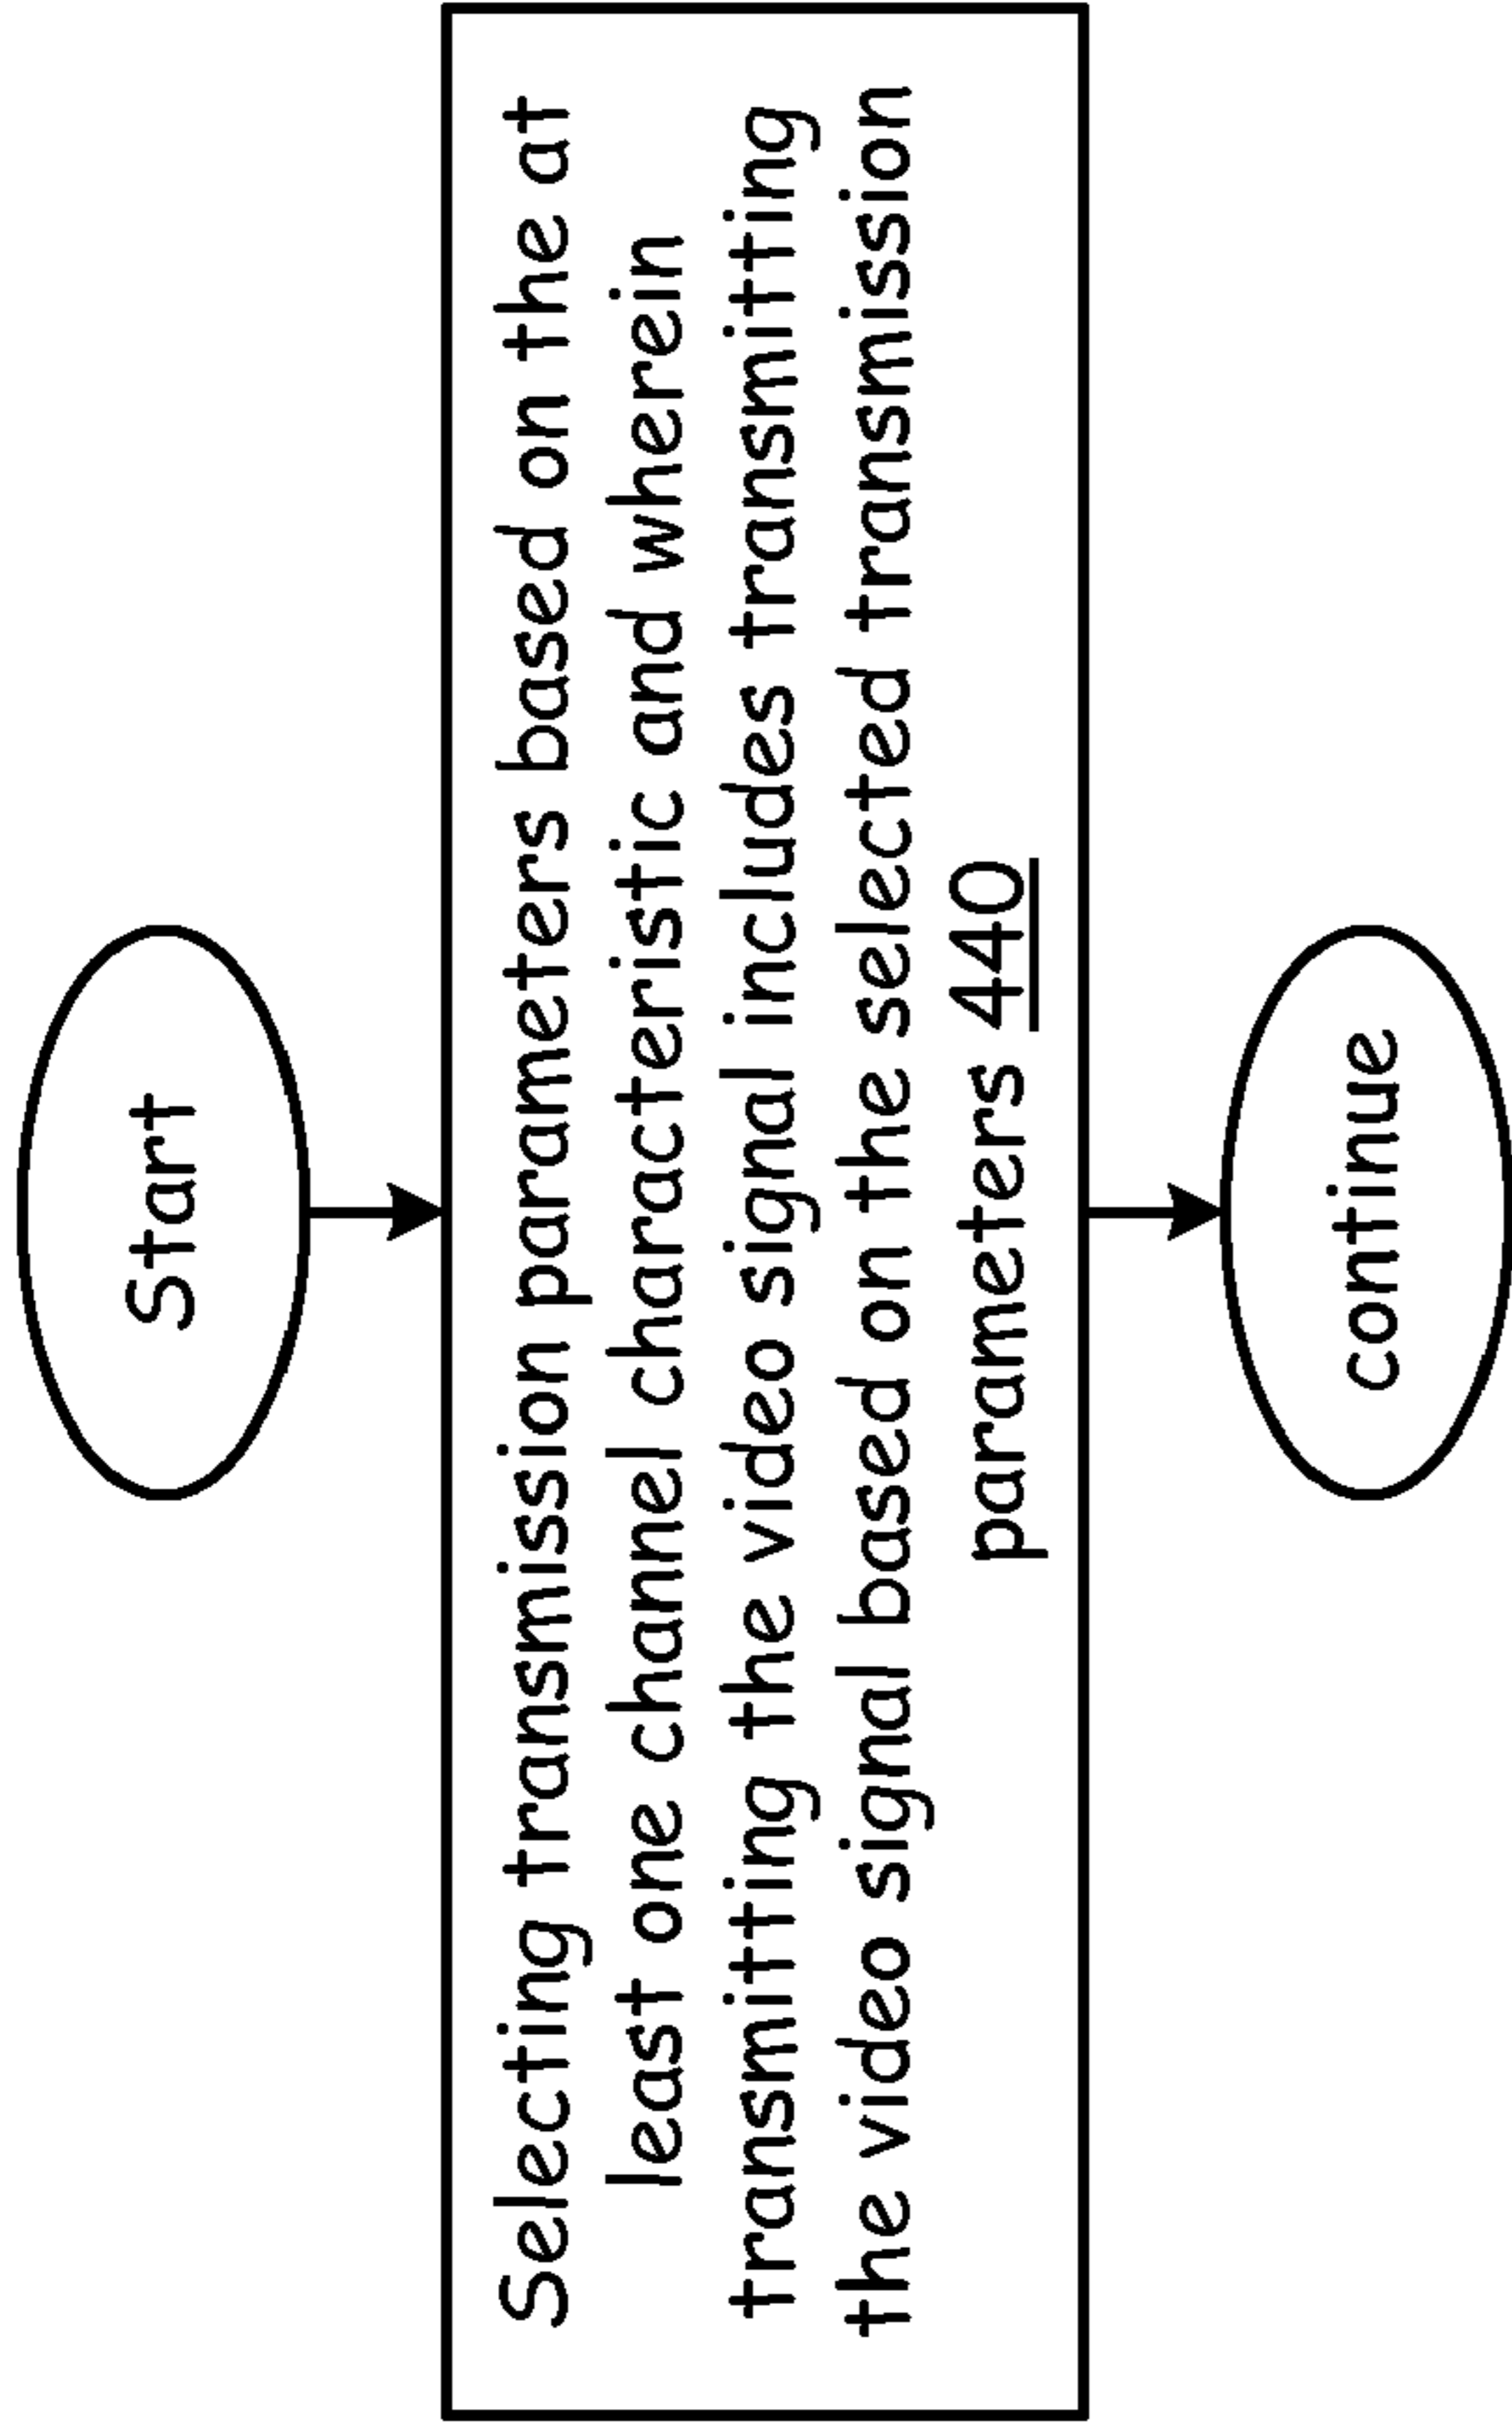 Start
Selecting transmission parameters based on the at
least one channel characteristic and wherein
transmitting the video signal includes transmitting
the video signal based on the selected transmission
parameters 440
continue